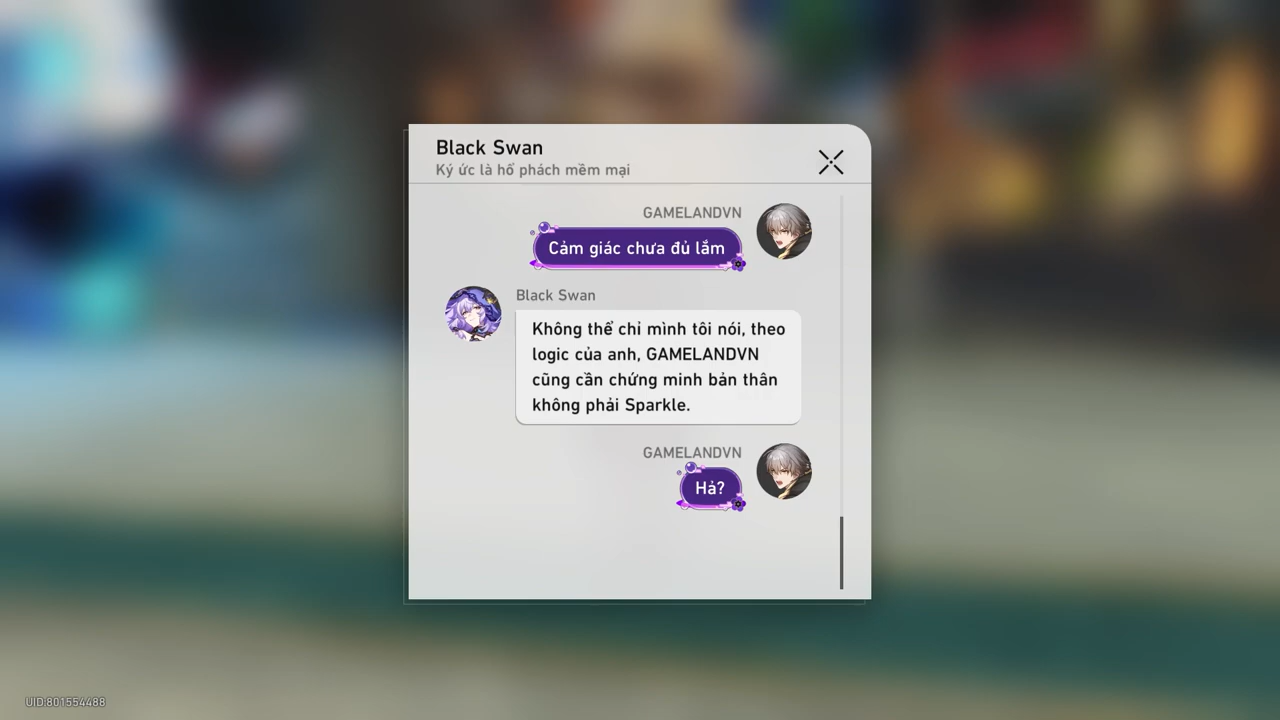 Black Swan
Ký ức là hổ phách mềm mại
GAMELANDVN
Cảm giác chưa đủ lắm
Black Swan
Không thể chỉ mình tôi nói, theo
logic của anh, GAMELANDVN
cũng cần chứng minh bản thân
không phải Sparkle.
GAMELANDVN
Hả?
UID:801554488